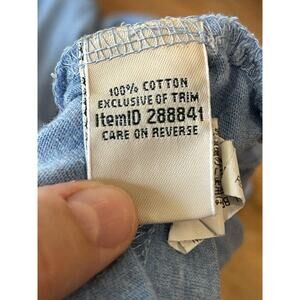 100% COTTON
EXCLUSIVE OF TRIM
ItemID 288841
CARE ON REVERSE